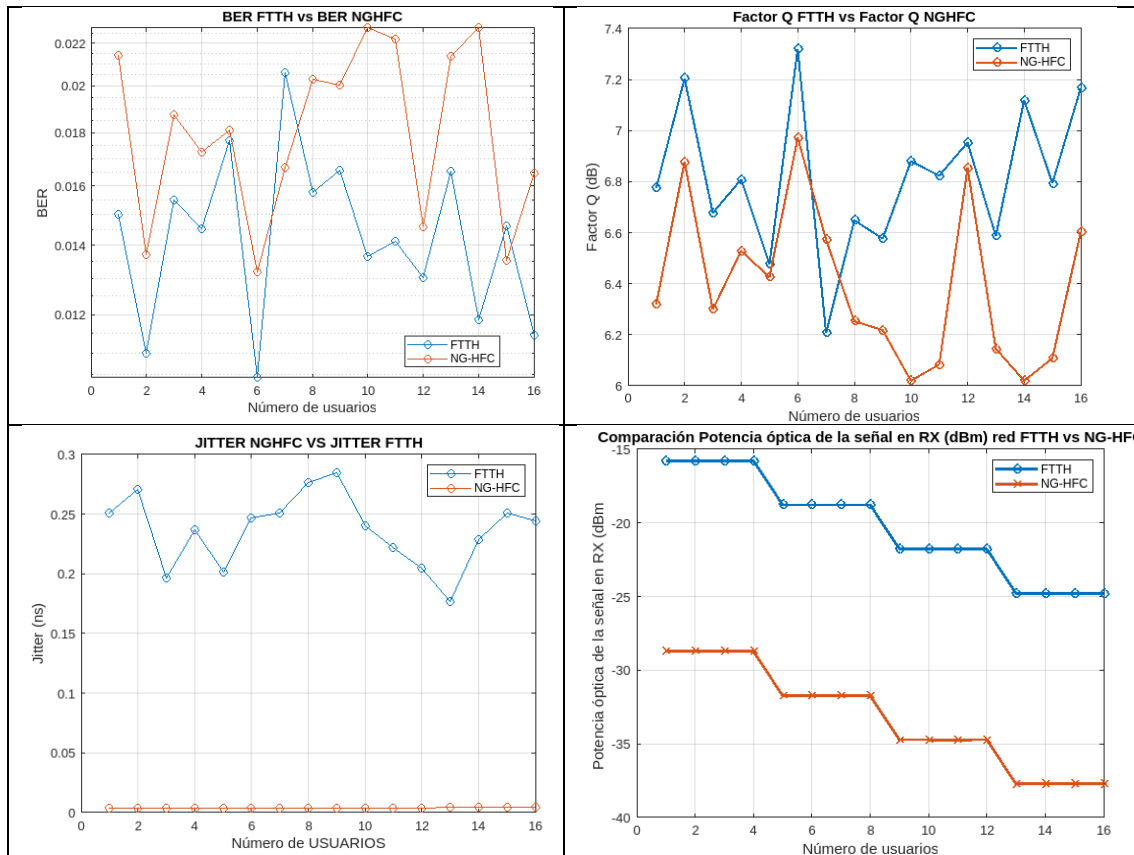 BER FTTH vs BER NGHFC
0.022
0.02
0.018
0.016
0.014
0.012
BER
FTTH
NG-HFC
0 2 4 6 8 10 12 14 16
Número de usuarios
Factor Q FTTH vs Factor Q NGHFC
7.4
7.2
7
6.8
6.6
6.4
6.2
6
Factor Q (dB)
FTTH
NG-HFC
0 2 4 6 8 10 12 14 16
Número de usuarios
JITTER NGHFC VS JITTER FTTH
0.3
0.25
0.2
0.15
0.1
0.05
0
Jitter (ns)
FTTH
NG-HFC
0 2 4 6 8 10 12 14 16
Número de USUARIOS
Comparación Potencia óptica de la señal en RX (dBm) red FTTH vs NG-HFC
-15
-20
-25
-30
-35
-40
Potencia óptica de la señal en RX (dBm
FTTH
NG-HFC
0 2 4 6 8 10 12 14 16
Número de usuarios